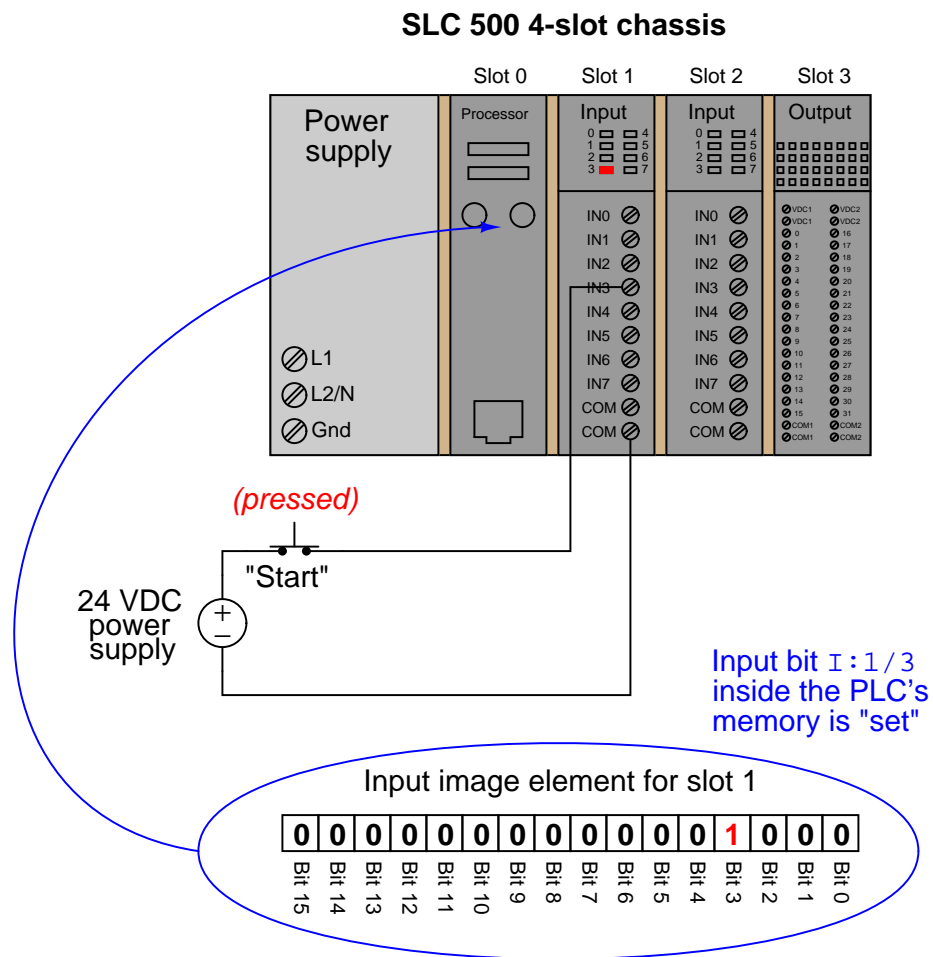 SLC 500 4-slot chassis
Slot 0 Slot 1 Slot 2 Slot 3
Power
supply
Processor
Input
0 4
1 5
2 6
3 7
Input
0 4
1 5
2 6
3 7
Output
IN0
IN1
IN2
IN3
IN4
IN5
IN6
IN7
COM
COM
IN0
IN1
IN2
IN3
IN4
IN5
IN6
IN7
COM
COM
VDC1 VDC2
VDC1 VDC2
0 16
1 17
2 18
3 19
4 20
5 21
6 22
7 23
8 24
9 25
10 26
11 27
12 28
13 29
14 30
15 31
COM1 COM2
COM1 COM2
L1
L2/N
Gnd
(pressed)
"Start"
24 VDC
power
supply
+
−
Input bit I:1/3
inside the PLC's
memory is "set"
Input image element for slot 1
0 0 0 0 0 0 0 0 0 0 0 0 1 0 0 0
Bit 15 Bit 14 Bit 13 Bit 12 Bit 11 Bit 10 Bit 9 Bit 8 Bit 7 Bit 6 Bit 5 Bit 4 Bit 3 Bit 2 Bit 1 Bit 0